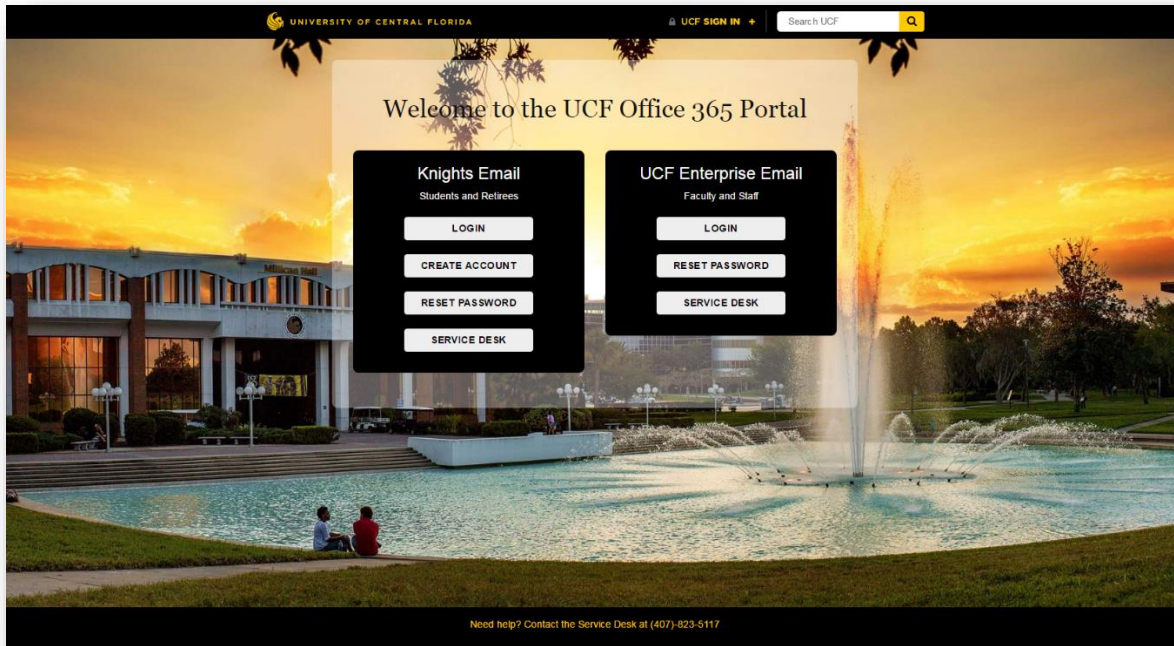 UNIVERSITY OF CENTRAL FLORIDA
UCF SIGN IN +
Search UCF
Welcome to the UCF Office 365 Portal
Knights Email
Students and Retirees
LOGIN
CREATE ACCOUNT
RESET PASSWORD
SERVICE DESK
UCF Enterprise Email
Faculty and Staff
LOGIN
RESET PASSWORD
SERVICE DESK
Millican Hall
Need help? Contact the Service Desk at (407)-823-5117